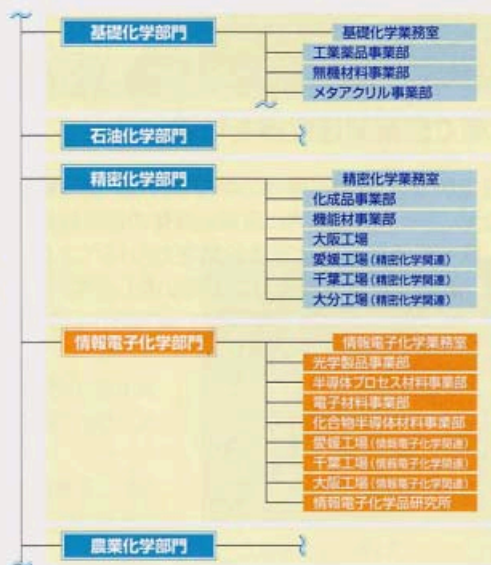 基礎化学部門
基礎化学業務室
工業薬品事業部
無機材料事業部
メタアクリル事業部
石油化学部門
精密化学部門
精密化学業務室
化成品事業部
機能材事業部
大阪工場
愛媛工場(精密化学関連)
千葉工場(精密化学関連)
大分工場(精密化学関連)
情報電子化学部門
情報電子化学業務室
光学製品事業部
半導体プロセス材料事業部
電子材料事業部
化合物半導体材料事業部
愛媛工場(情報電子化学関連)
千葉工場(情報電子化学関連)
大阪工場(情報電子化学関連)
情報電子化学品研究所
農業化学部門